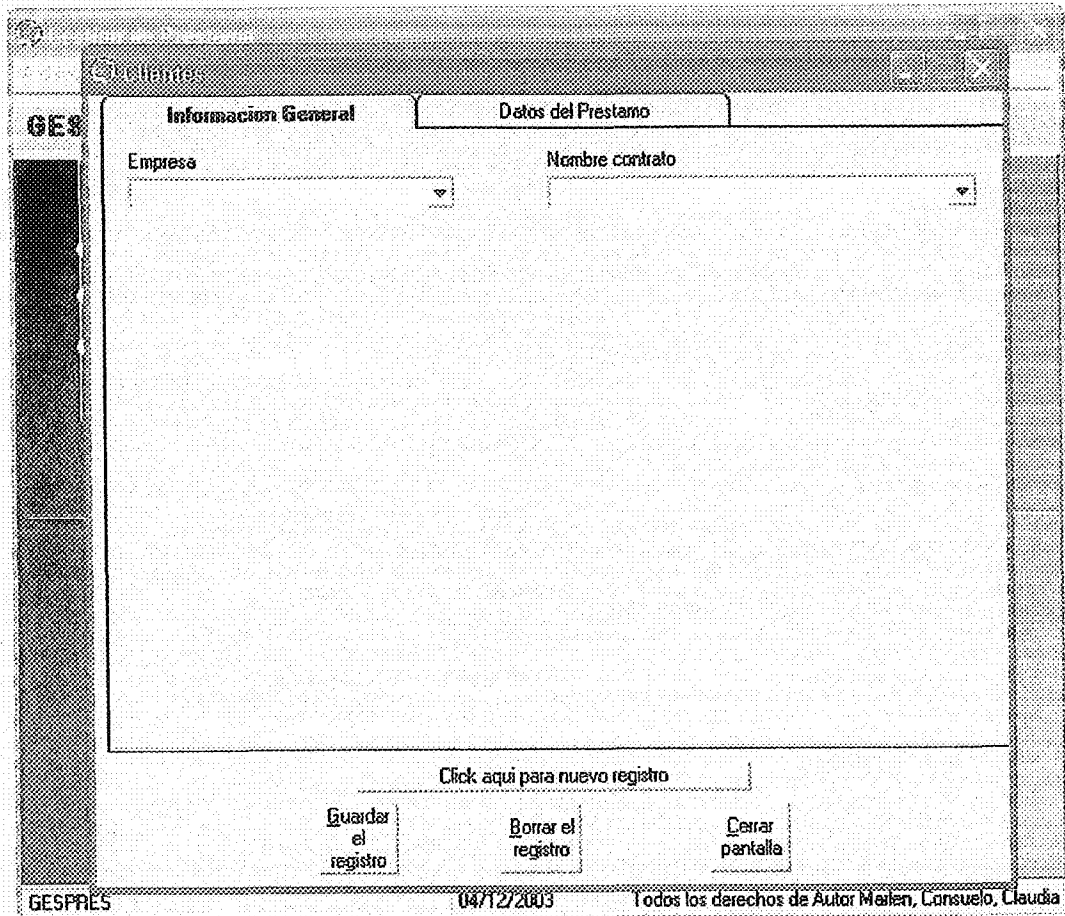 Clientes
GES
Informacion General
Datos del Prestamo
Empresa
Nombre contrato
Click aqui para nuevo registro
Guardar
el
registro
Borrar el
registro
Cerrar
pantalla
GESPRES
04/12/2003
Todos los derechos de Autor Mailen, Consuelo, Claudia